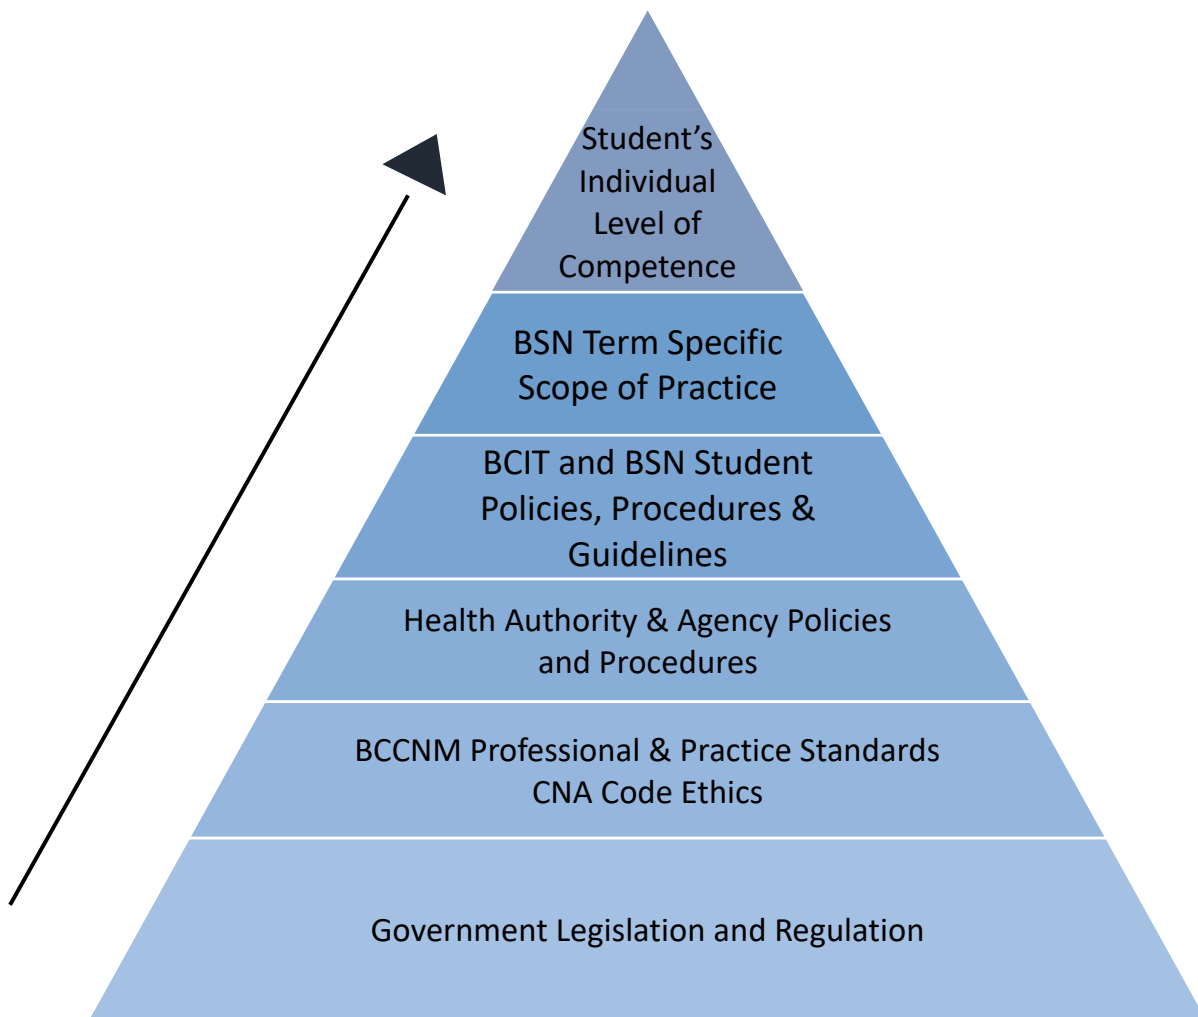 Student’s
Individual
Level of
Competence
BSN Term Specific
Scope of Practice
BCIT and BSN Student
Policies, Procedures &
Guidelines
Health Authority & Agency Policies
and Procedures
BCCNM Professional & Practice Standards
CNA Code Ethics
Government Legislation and Regulation